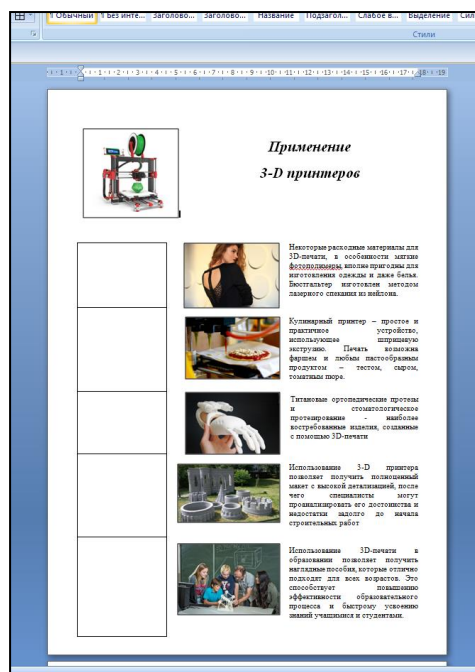 ¶ Обычный ¶ Без инте... Заголово... Заголово... Название Подзагол... Слабое в... Выделение Сил
Стили
Применение
3-D принтеров
Некоторые расходные материалы для
3D-печати, в особенности мягкие
фотополимеры, вполне пригодны для
изготовления одежды и даже белья.
Бюстгальтер изготовлен методом
лазерного спекания из нейлона.
Кулинарный принтер – простое и
практичное устройство,
использующее шприцевую
экструзию. Печать возможна
фаршем и любым пастообразным
продуктом – тестом, сыром,
томатным пюре.
Титановые ортопедические протезы
и стоматологическое
протезирование - наиболее
востребованные изделия, созданные
с помощью 3D-печати
Использование 3-D принтера
позволяет получить полноценный
макет с высокой детализацией, после
чего специалисты могут
проанализировать его достоинства и
недостатки задолго до начала
строительных работ
Использование 3D-печати в
образовании позволяет получить
наглядные пособия, которые отлично
подходят для всех возрастов. Это
способствует повышению
эффективности образовательного
процесса и быстрому усвоению
знаний учащимися и студентами.